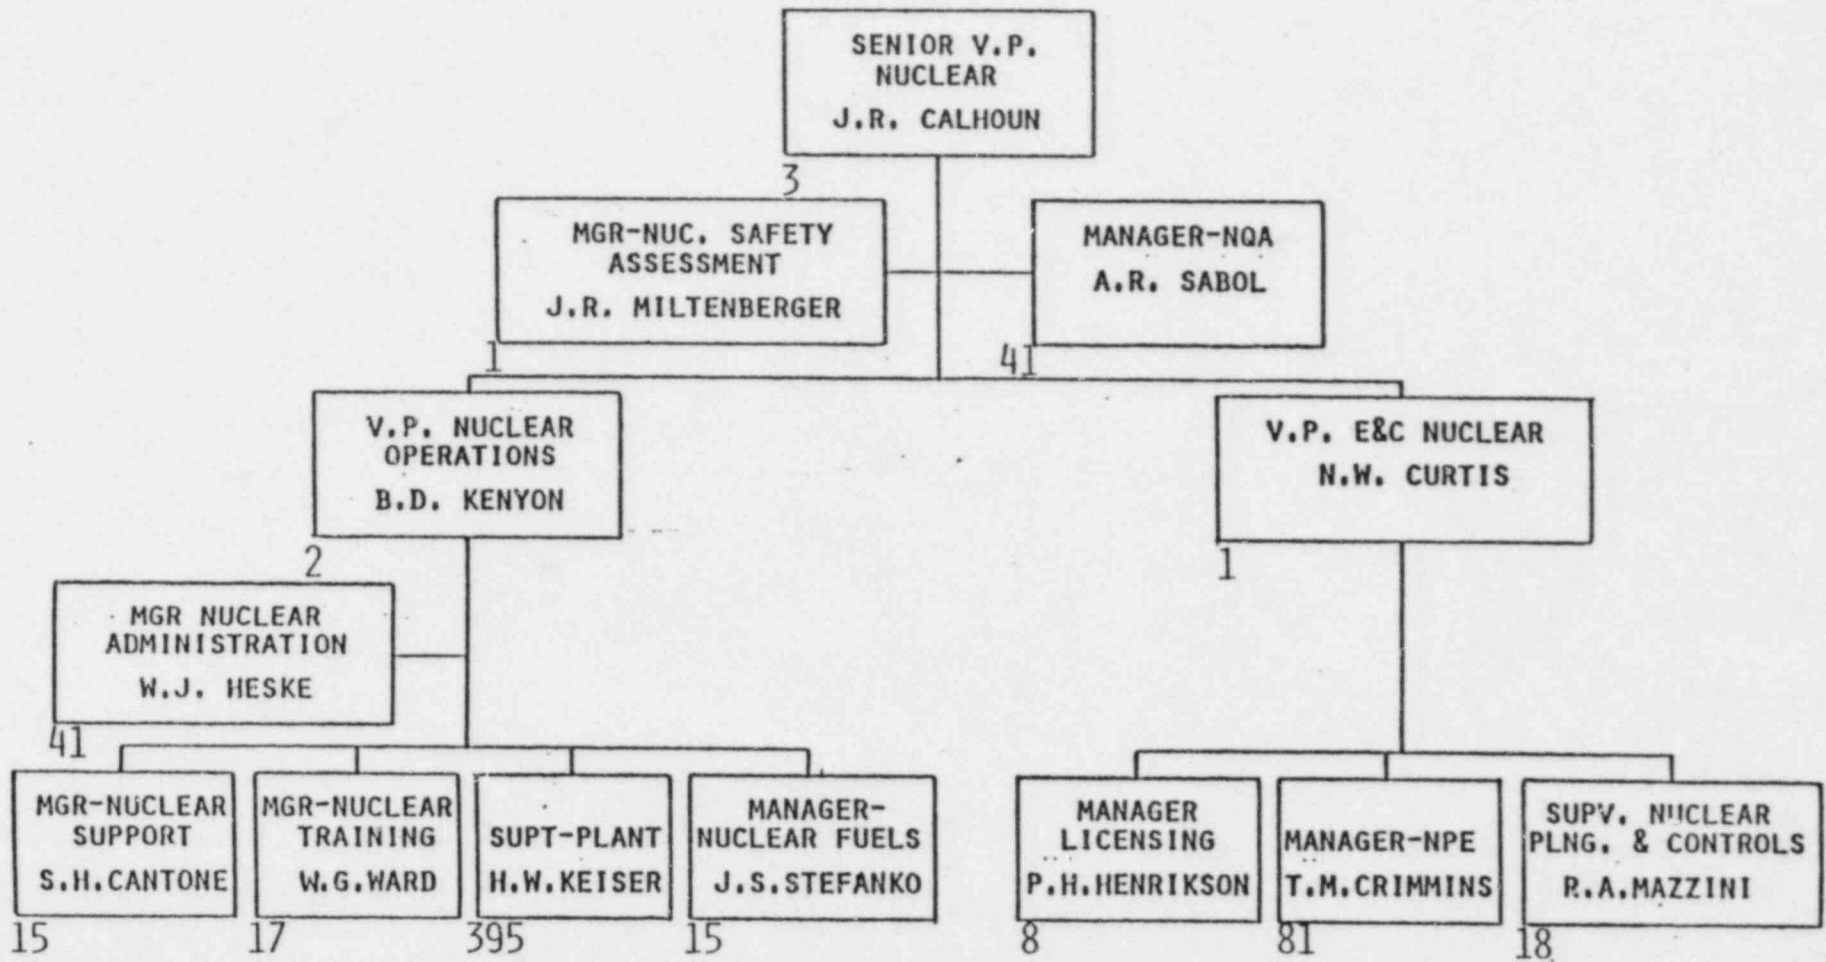 SENIOR V.P.
NUCLEAR
J.R. CALHOUN
3
MGR-NUC. SAFETY
ASSESSMENT
J.R. MILTENBERGER
1
MANAGER-NQA
A.R. SABOL
41
V.P. NUCLEAR
OPERATIONS
B.D. KENYON
2
V.P. E&C NUCLEAR
N.W. CURTIS
1
MGR NUCLEAR
ADMINISTRATION
W.J. HESKE
41
MGR-NUCLEAR
SUPPORT
S.H.CANTONE
15
MGR-NUCLEAR
TRAINING
W.G.WARD
17
SUPT-PLANT
H.W.KEISER
395
MANAGER-
NUCLEAR FUELS
J.S.STEFANKO
15
MANAGER
LICENSING
P.H.HENRIKSON
8
MANAGER-NPE
T.M.CRIMMINS
81
SUPV. NUCLEAR
PLNG. & CONTROLS
R.A.MAZZINI
18